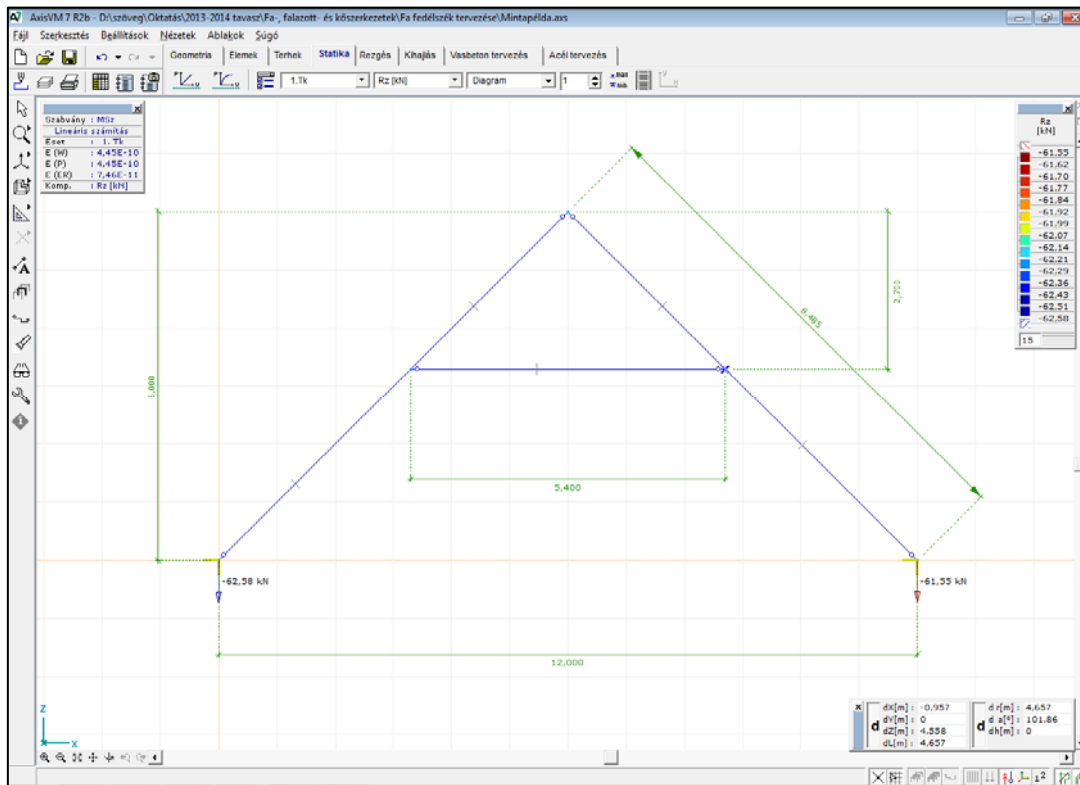 AxisVM 7 R2b - D:\szöveg\Oktatás\2013-2014 tavasz\Fa-, falazott- és kőszerkezetek\Fa fedélszék tervezése\Mintapélda.axs
Fájl Szerkesztés Beállítások Nézetek Ablakok Súgó
Geometria Elemek Terhek Statika Rezgés Kihajlás Vasbeton tervezés Acél tervezés
1.Tk Rz [kN] Diagram 1
Szabvány : MSz
Lineáris számítás
Eset : 1. Tk
E (W) : 4,45E-10
E (P) : 4,45E-10
E (ER) : 7,46E-11
Komp. : Rz [kN]
Rz
[kN]
-61,55
-61,62
-61,70
-61,77
-61,84
-61,92
-61,99
-62,07
-62,14
-62,21
-62,29
-62,36
-62,43
-62,51
-62,58
15
2,700
8,485
5,400
-62,58 kN
-61,55 kN
12,000
Z
X
d
dX[m] : -0,957
dY[m] : 0
dZ[m] : 4,558
dL[m] : 4,657
d
d r[m] : 4,657
d a[°] : 101,86
dh[m] : 0